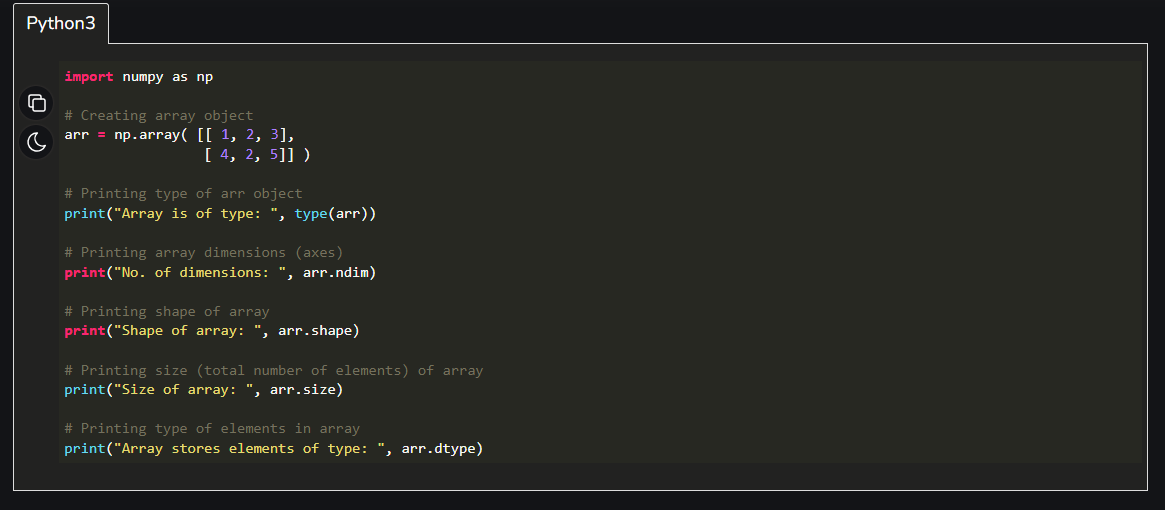 Python3
import numpy as np
# Creating array object
arr = np.array( [[ 1, 2, 3],
                 [ 4, 2, 5]] )
# Printing type of arr object
print("Array is of type: ", type(arr))
# Printing array dimensions (axes)
print("No. of dimensions: ", arr.ndim)
# Printing shape of array
print("Shape of array: ", arr.shape)
# Printing size (total number of elements) of array
print("Size of array: ", arr.size)
# Printing type of elements in array
print("Array stores elements of type: ", arr.dtype)